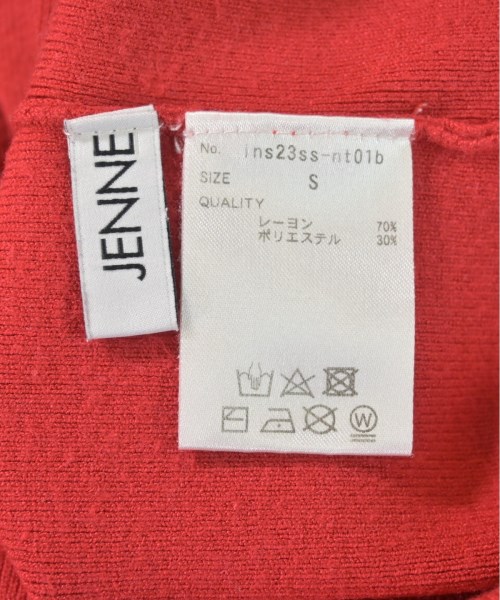 JENNE
No. ins23ss-nt01b
SIZE S
QUALITY
レーヨン 70%
ポリエステル 30%
W